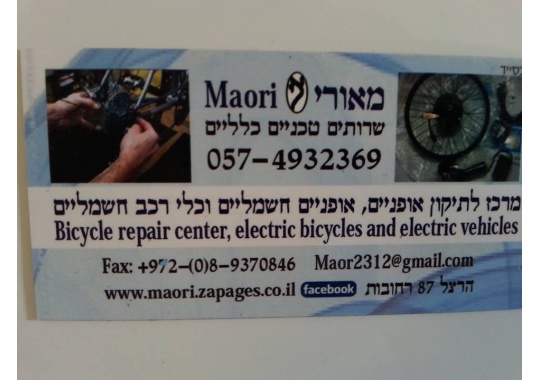 Maori מאורי
שרותים טכניים כלליים
057-4932369
מרכז לתיקון אופניים, אופניים חשמליים וכלי רכב חשמליים
Bicycle repair center, electric bicycles and electric vehicles
Fax: +972-(0)8-9370846 Maor2312@gmail.com
www.maori.zapages.co.il facebook הרצל 87 רחובות